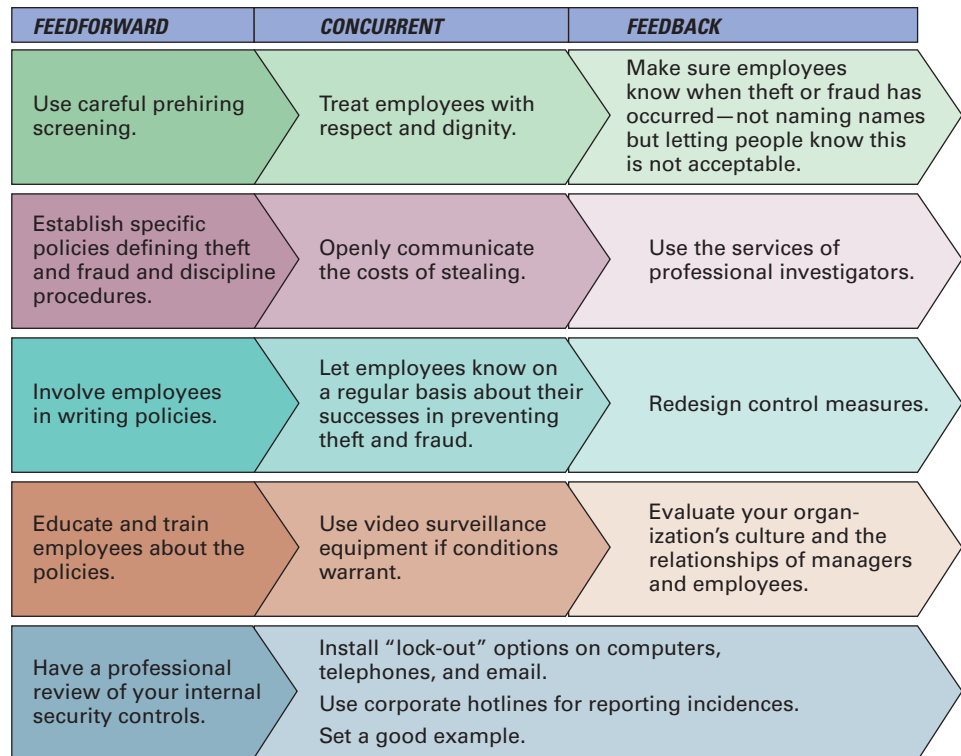 FEEDFORWARD
CONCURRENT
FEEDBACK
Use careful prehiring
screening.
Treat employees with
respect and dignity.
Make sure employees
know when theft or fraud has
occurred—not naming names
but letting people know this
is not acceptable.
Establish specific
policies defining theft
and fraud and discipline
procedures.
Openly communicate
the costs of stealing.
Use the services of
professional investigators.
Involve employees
in writing policies.
Let employees know on
a regular basis about their
successes in preventing
theft and fraud.
Redesign control measures.
Educate and train
employees about the
policies.
Use video surveillance
equipment if conditions
warrant.
Evaluate your organ-
ization’s culture and the
relationships of managers
and employees.
Have a professional
review of your internal
security controls.
Install “lock-out” options on computers,
telephones, and email.
Use corporate hotlines for reporting incidences.
Set a good example.